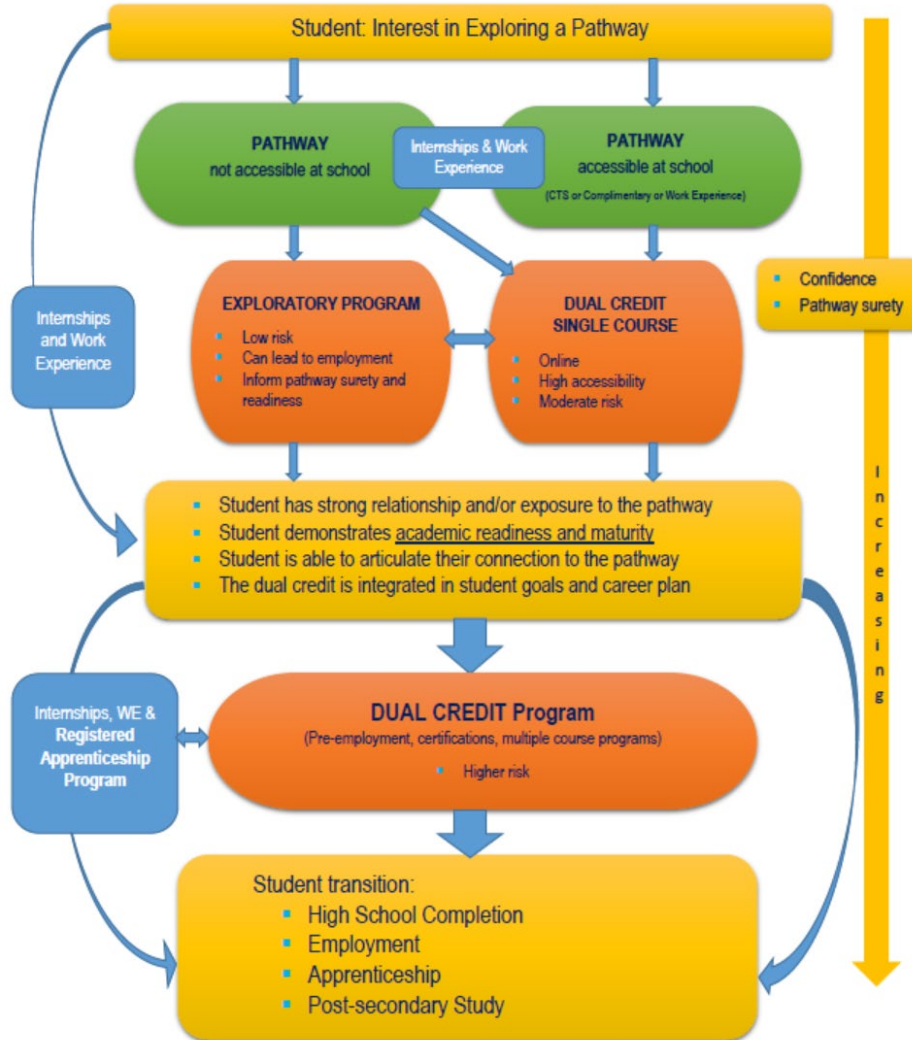 Student: Interest in Exploring a Pathway
PATHWAY
not accessible at school
Internships & Work
Experience
PATHWAY
accessible at school
(CTS or Complimentary or Work Experience)
Confidence
Pathway surety
Internships
and Work
Experience
EXPLORATORY PROGRAM
Low risk
Can lead to employment
Inform pathway surety and
readiness
DUAL CREDIT
SINGLE COURSE
Online
High accessibility
Moderate risk
Increasing
Student has strong relationship and/or exposure to the pathway
Student demonstrates academic readiness and maturity
Student is able to articulate their connection to the pathway
The dual credit is integrated in student goals and career plan
Internships, WE &
Registered
Apprenticeship
Program
DUAL CREDIT Program
(Pre-employment, certifications, multiple course programs)
Higher risk
Student transition:
High School Completion
Employment
Apprenticeship
Post-secondary Study